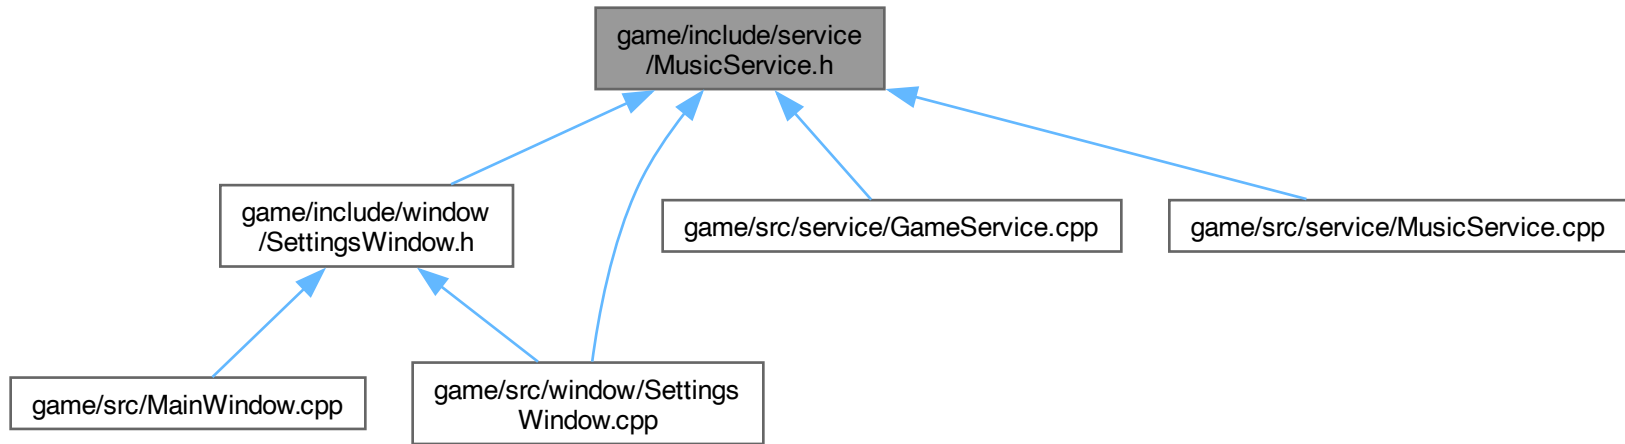 game/include/service
/MusicService.h
game/include/window
/SettingsWindow.h
game/src/service/GameService.cpp
game/src/service/MusicService.cpp
game/src/MainWindow.cpp
game/src/window/Settings
Window.cpp